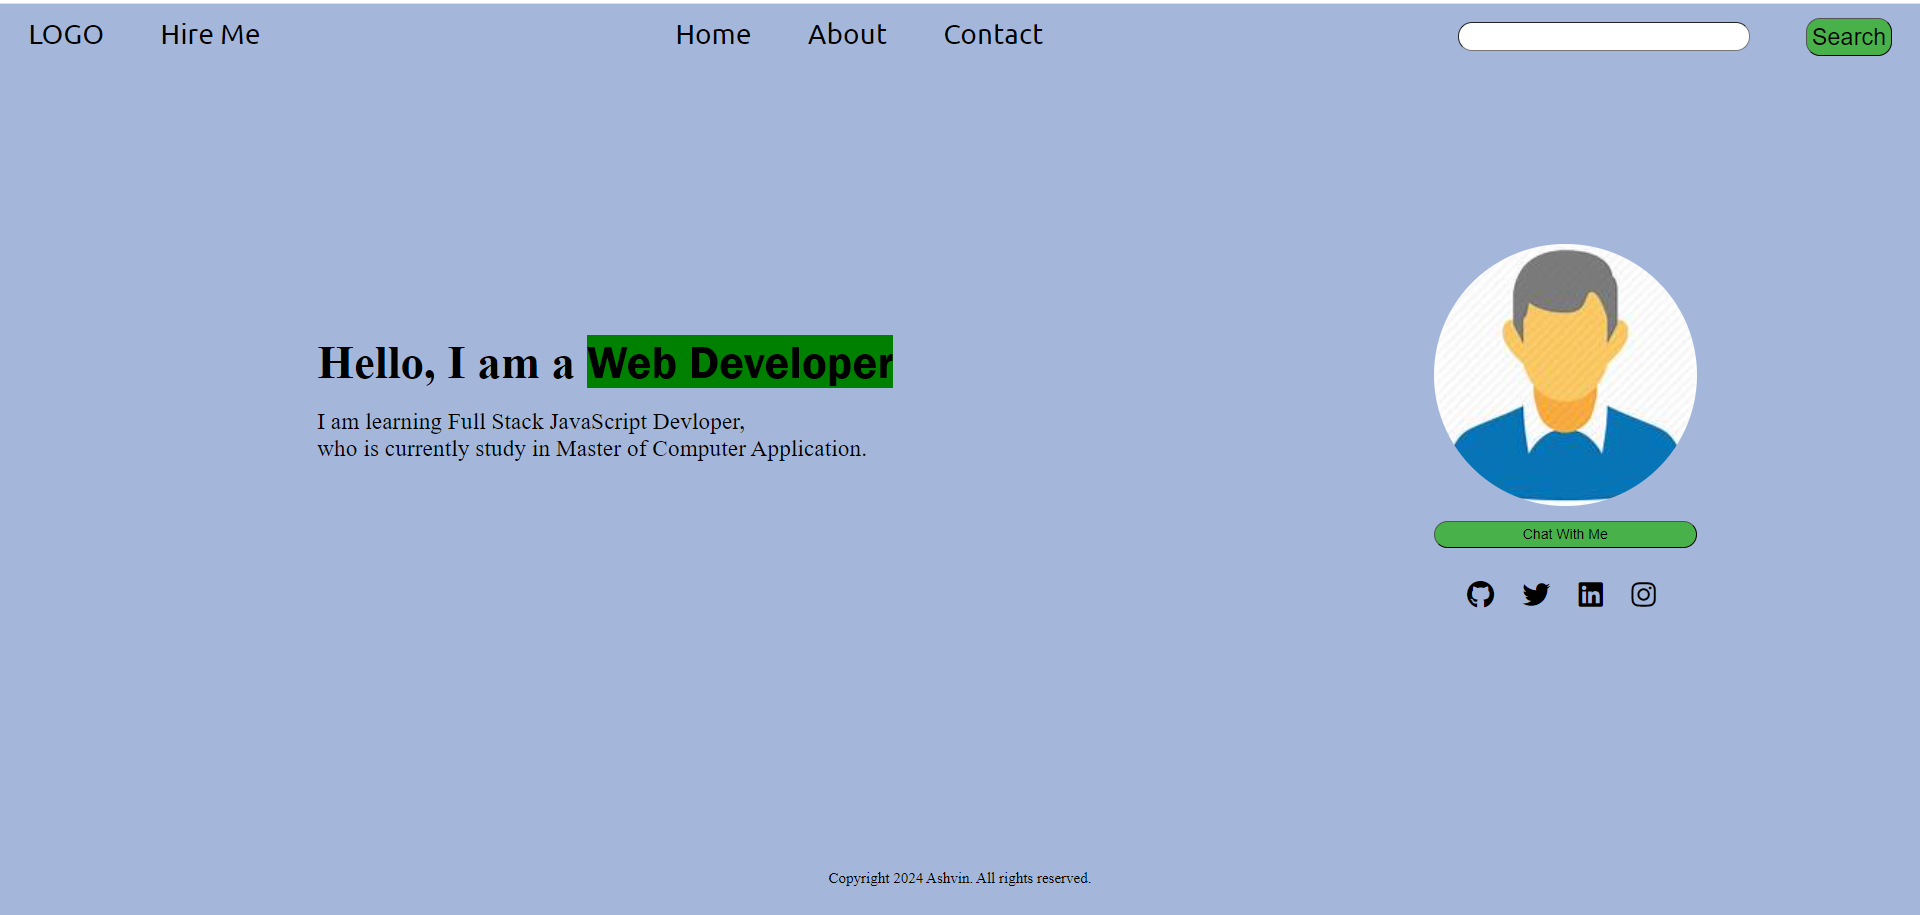 LOGO Hire Me Home About Contact Search
Hello, I am a Web Developer
I am learning Full Stack JavaScript Devloper,
who is currently study in Master of Computer Application.
Chat With Me
Copyright 2024 Ashvin. All rights reserved.